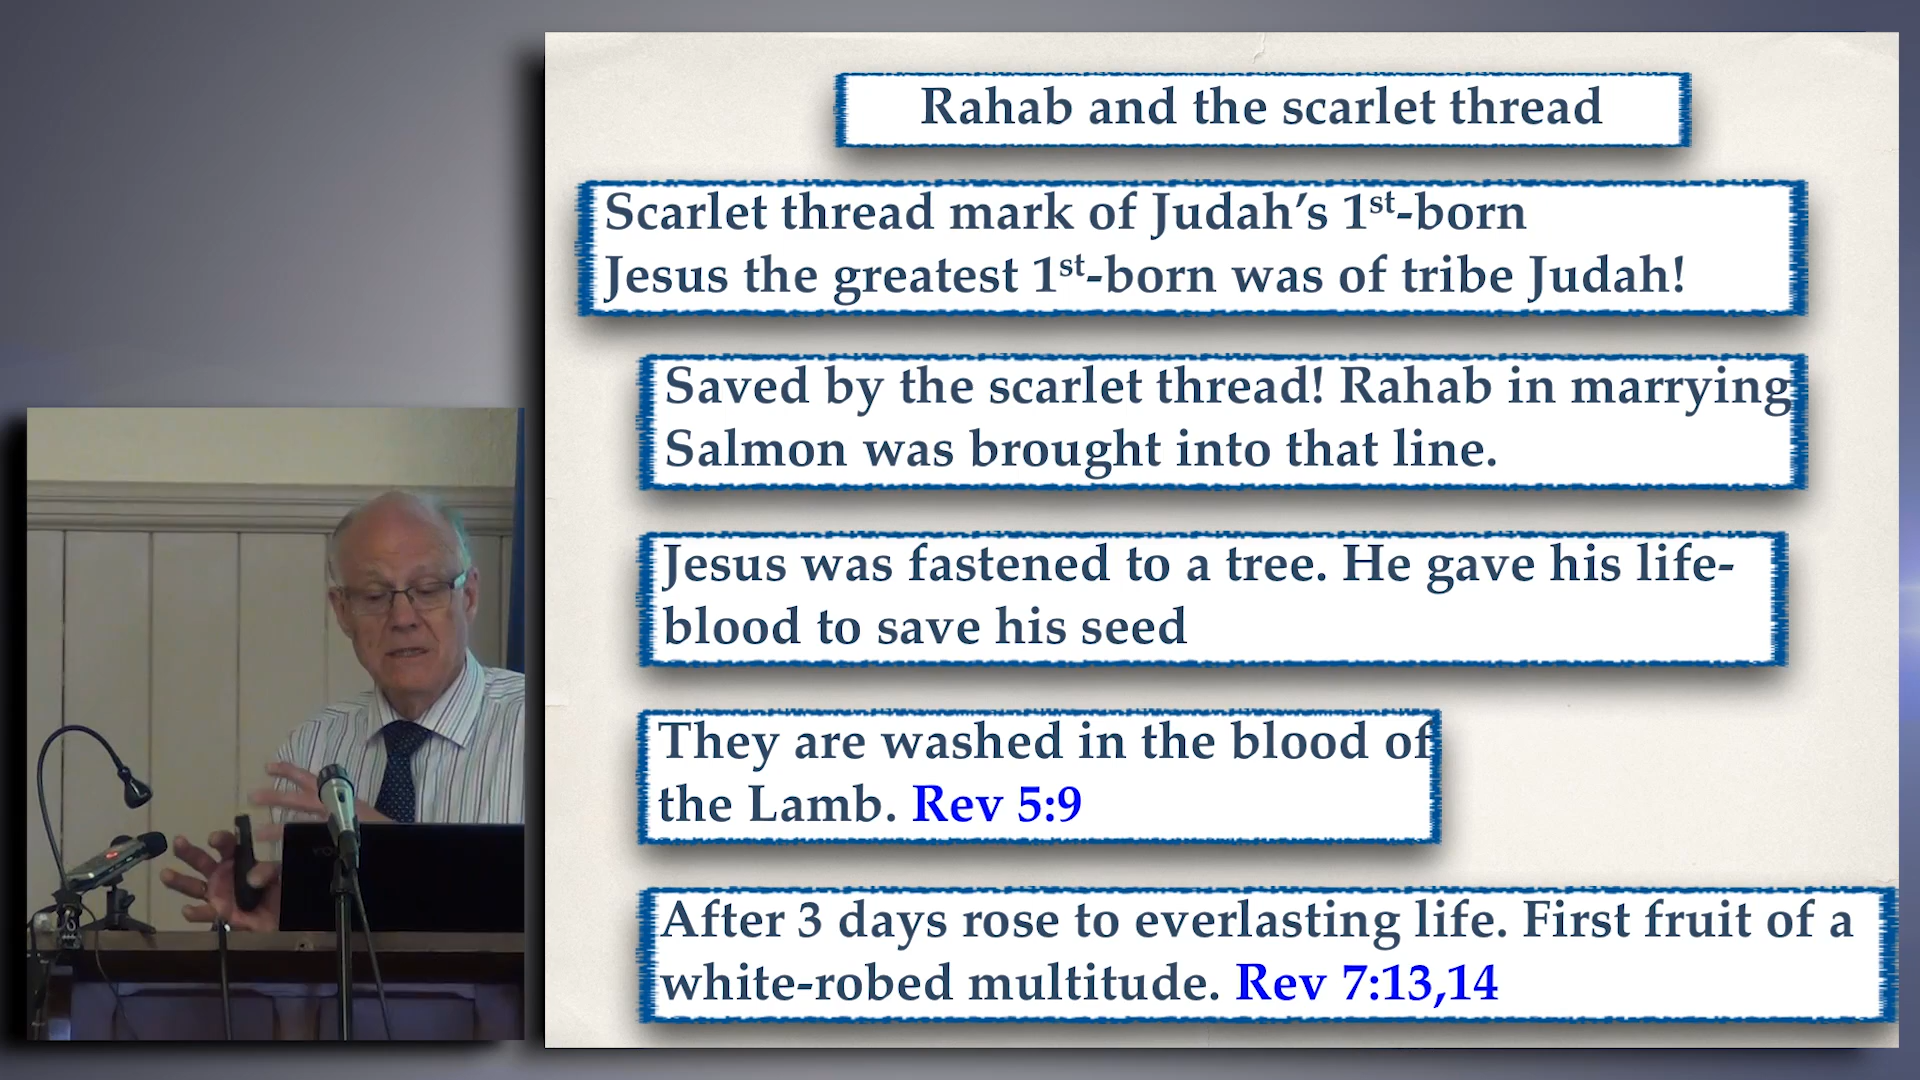 Rahab and the scarlet thread
Scarlet thread mark of Judah’s 1st-born
Jesus the greatest 1st-born was of tribe Judah!
Saved by the scarlet thread! Rahab in marrying
Salmon was brought into that line.
Jesus was fastened to a tree. He gave his life-
blood to save his seed
They are washed in the blood of
the Lamb. Rev 5:9
After 3 days rose to everlasting life. First fruit of a
white-robed multitude. Rev 7:13,14